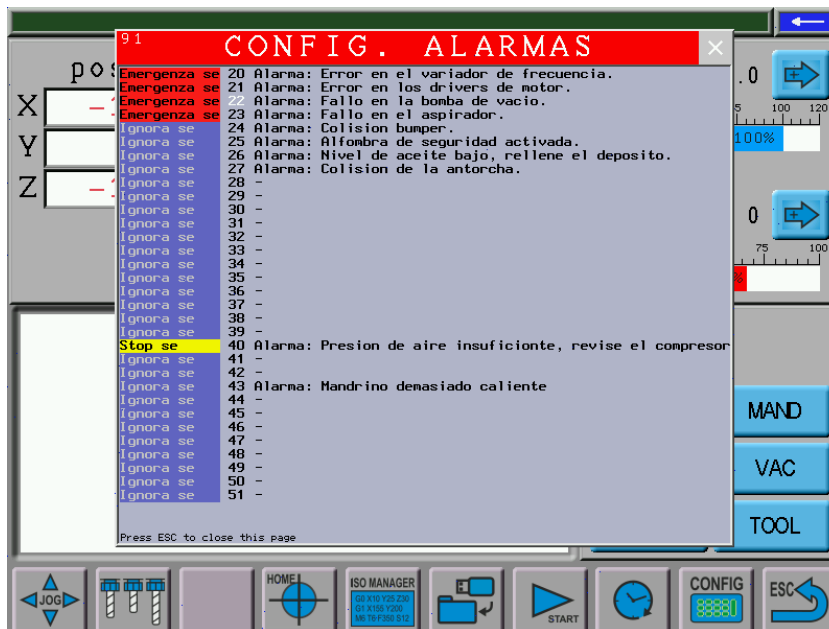 91
CONFIG. ALARMAS
Emergenza se 20 Alarma: Error en el variador de frecuencia.
Emergenza se 21 Alarma: Error en los drivers de motor.
Emergenza se 22 Alarma: Fallo en la bomba de vacio.
Emergenza se 23 Alarma: Fallo en el aspirador.
Ignora se 24 Alarma: Colision bumper.
Ignora se 25 Alarma: Alfombra de seguridad activada.
Ignora se 26 Alarma: Nivel de aceite bajo, rellene el deposito.
Ignora se 27 Alarma: Colision de la antorcha.
Ignora se 28 -
Ignora se 29 -
Ignora se 30 -
Ignora se 31 -
Ignora se 32 -
Ignora se 33 -
Ignora se 34 -
Ignora se 35 -
Ignora se 36 -
Ignora se 37 -
Ignora se 38 -
Ignora se 39 -
Stop se 40 Alarma: Presion de aire insuficionte, revise el compresor
Ignora se 41 -
Ignora se 42 -
Ignora se 43 Alarma: Mandrino demasiado caliente
Ignora se 44 -
Ignora se 45 -
Ignora se 46 -
Ignora se 47 -
Ignora se 48 -
Ignora se 49 -
Ignora se 50 -
Ignora se 51 -
Press ESC to close this page
pos
X
Y
Z
.0
100 120
100%
0
75 100
%
MAND
VAC
TOOL
JOG
HOME
ISO MANAGER
G0 X10 Y25 Z30
G1 X155 Y200
M6 T6 F350 S12
START
CONFIG
88880
ESC